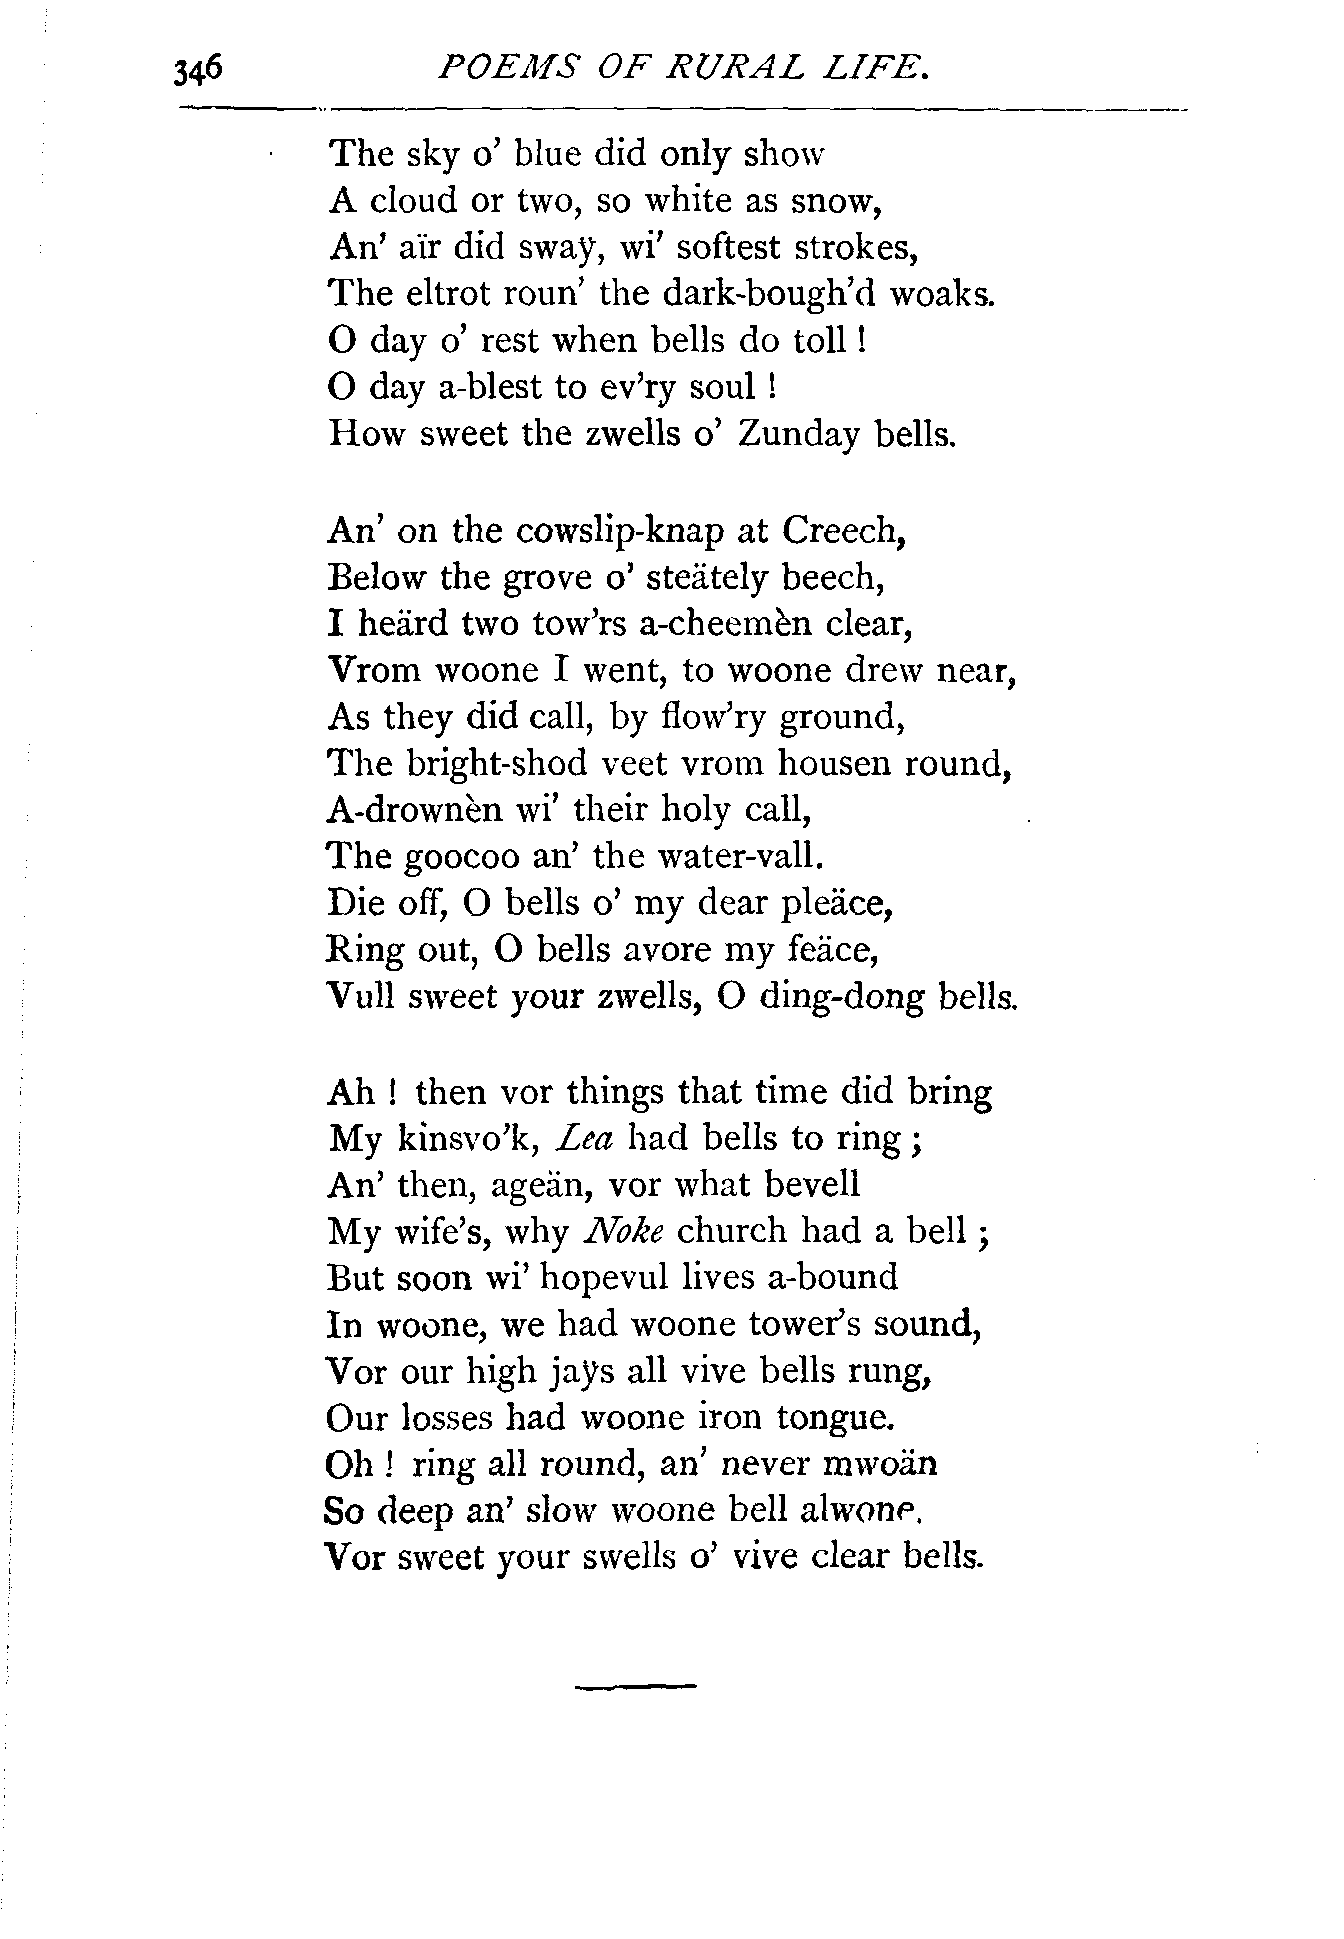 346 POEMS OF RURAL LIFE.
The sky o' blue did only show
A cloud or two, so white as snow,
An' aïr did swaÿ, wi' softest strokes,
The eltrot roun' the dark-bough'd woaks.
O day o' rest when bells do toll !
O day a-blest to ev'ry soul !
How sweet the zwells o' Zunday bells.

An' on the cowslip-knap at Creech,
Below the grove o' steätely beech,
I heärd two tow'rs a-cheemèn clear,
Vrom woone I went, to woone drew near,
As they did call, by flow'ry ground,
The bright-shod veet vrom housen round,
A-drownèn wi' their holy call,
The goocoo an' the water-vall.
Die off, O bells o' my dear pleäce,
Ring out, O bells avore my feäce,
Vull sweet your zwells, O ding-dong bells.

Ah ! then vor things that time did bring
My kinsvo'k, Lea had bells to ring ;
An' then, ageän, vor what bevell
My wife's, why Noke church had a bell ;
But soon wi' hopevul lives a-bound
In woone, we had woone tower's sound,
Vor our high jaÿs all vive bells rung,
Our losses had woone iron tongue.
Oh ! ring all round, an' never mwoän
So deep an' slow woone bell alwone.
Vor sweet your swells o' vive clear bells.